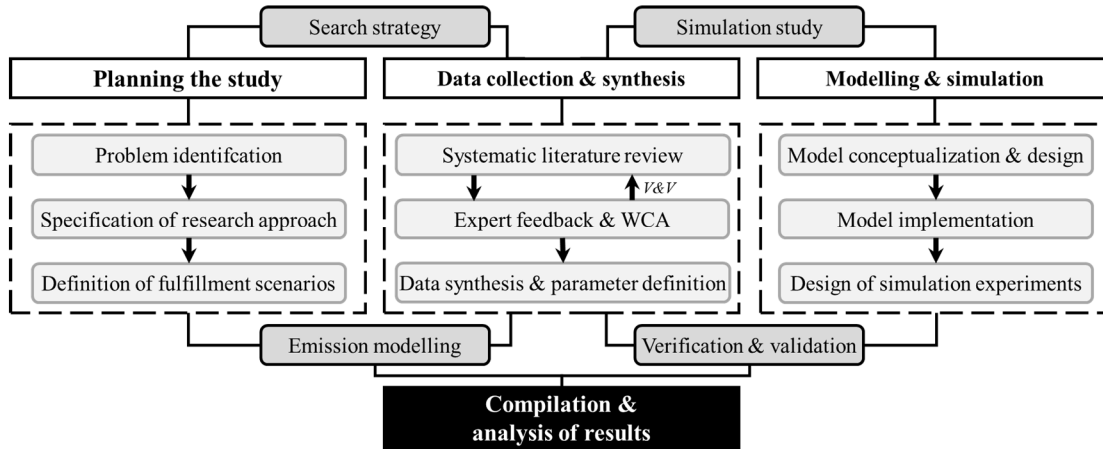 Search strategy
Simulation study
Planning the study
Data collection & synthesis
Modelling & simulation
Problem identifcation
Systematic literature review
Model conceptualization & design
V&V
Specification of research approach
Expert feedback & WCA
Model implementation
Definition of fulfillment scenarios
Data synthesis & parameter definition
Design of simulation experiments
Emission modelling
Verification & validation
Compilation &
analysis of results